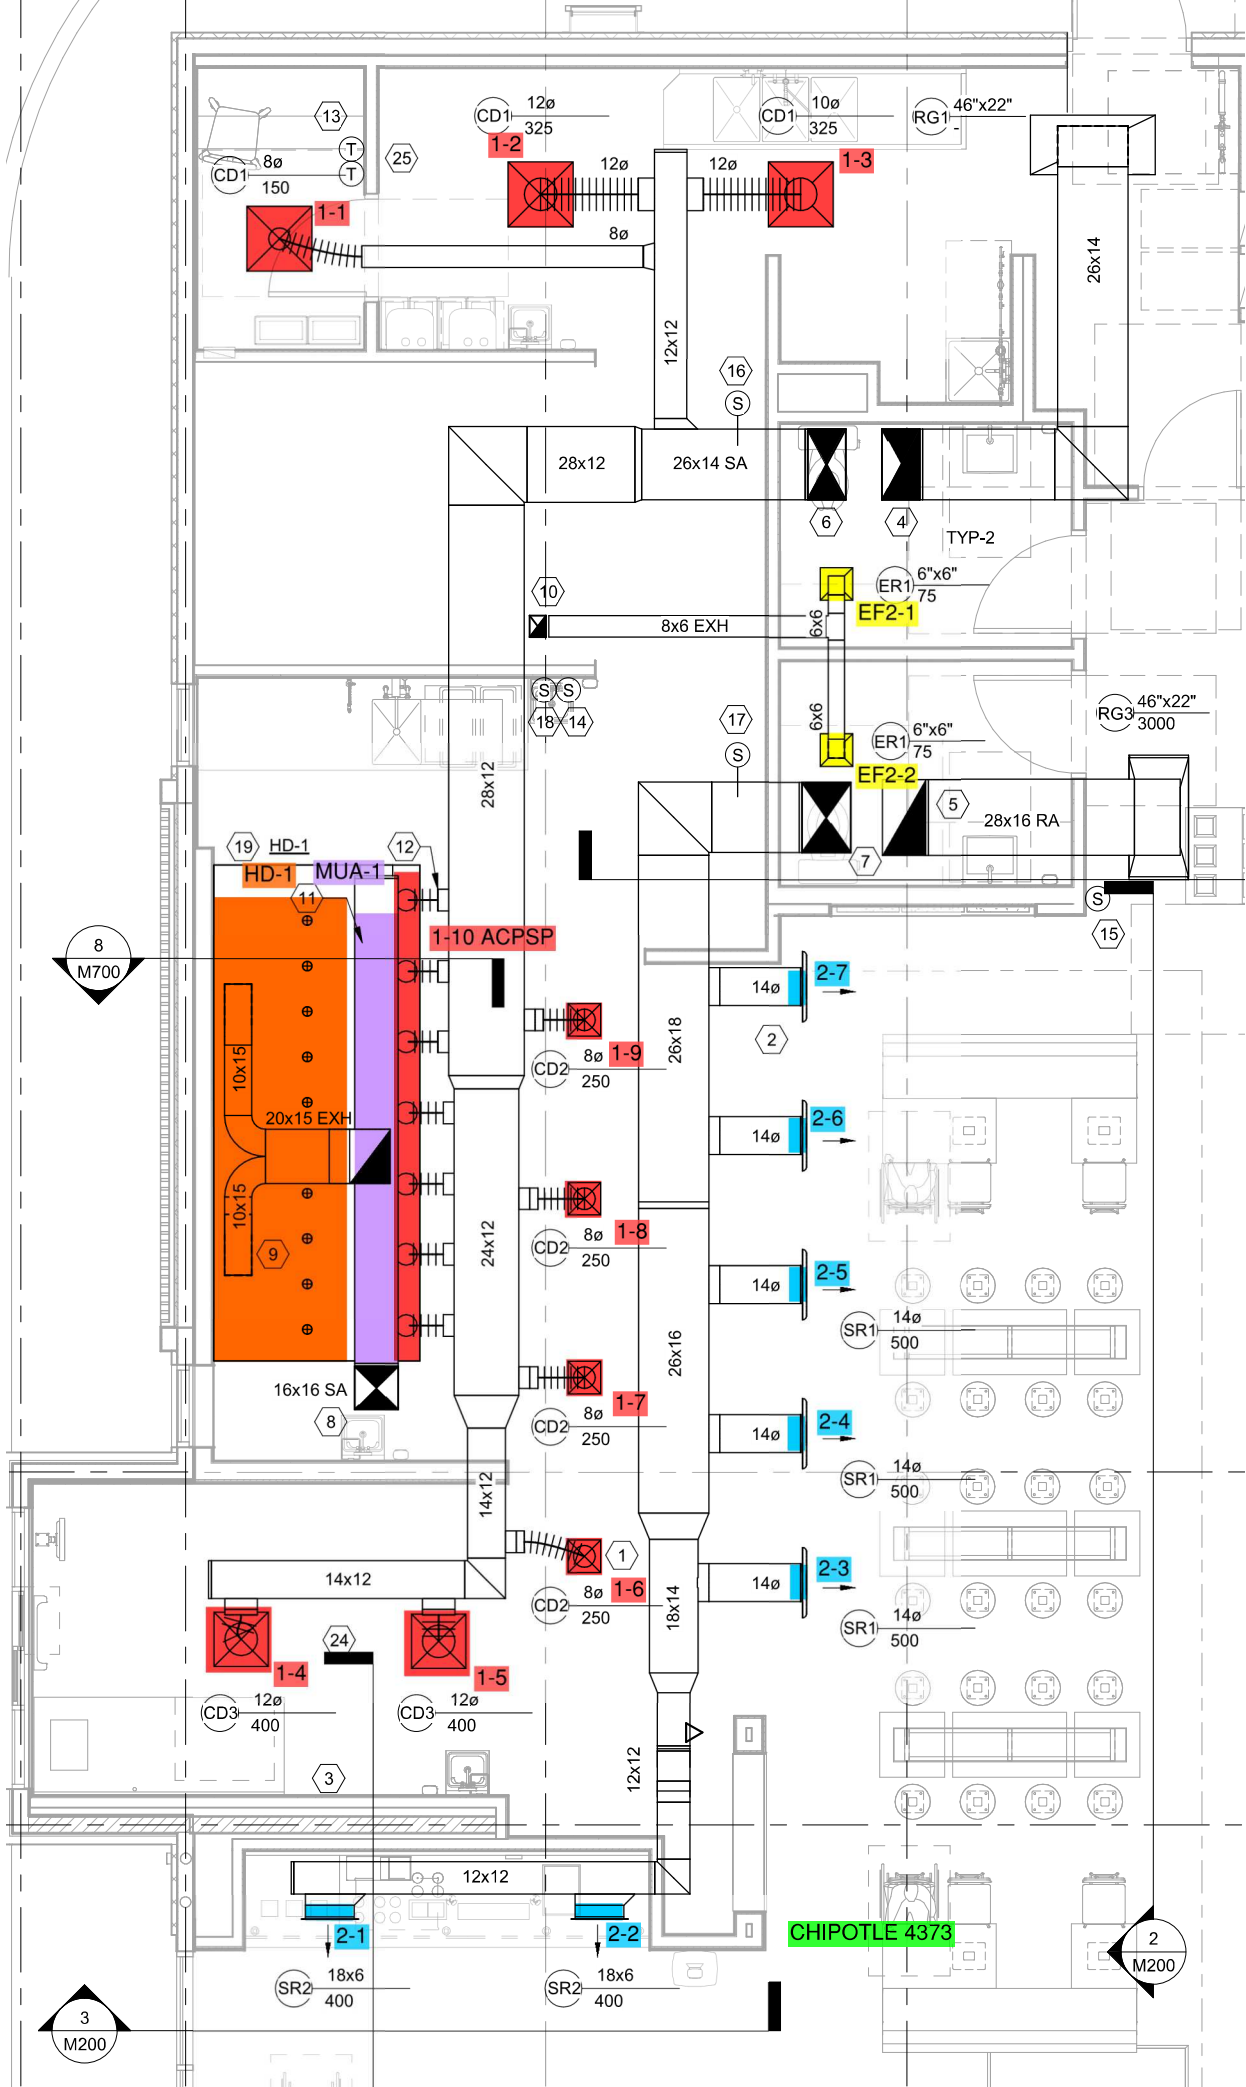 13
CD1
12ø
325
1-2
CD1
10ø
325
1-3
RG1
46"x22"
-
T
T
25
CD1
8ø
150
1-1
12ø
12ø
8ø
26x14
12x12
16
S
28x12
26x14 SA
6
4
TYP-2
10
ER1
6"x6"
75
EF2-1
8x6 EXH
6x6
S
S
18
14
17
S
6x6
ER1
6"x6"
75
EF2-2
RG3
46"x22"
3000
28x12
5
28x16 RA
7
19
HD-1
HD-1
MUA-1
12
11
S
15
8
M700
1-10 ACPSP
14ø
2-7
2
CD2
8ø
250
1-9
26x18
10x15
20x15 EXH
14ø
2-6
10x15
9
24x12
CD2
8ø
250
1-8
14ø
2-5
SR1
14ø
500
26x16
16x16 SA
8
CD2
8ø
250
1-7
14ø
2-4
SR1
14ø
500
14x12
1
14x12
CD2
8ø
250
1-6
18x14
14ø
2-3
SR1
14ø
500
24
1-4
1-5
CD3
12ø
400
CD3
12ø
400
3
12x12
12x12
2-1
2-2
CHIPOTLE 4373
2
M200
SR2
18x6
400
SR2
18x6
400
3
M200